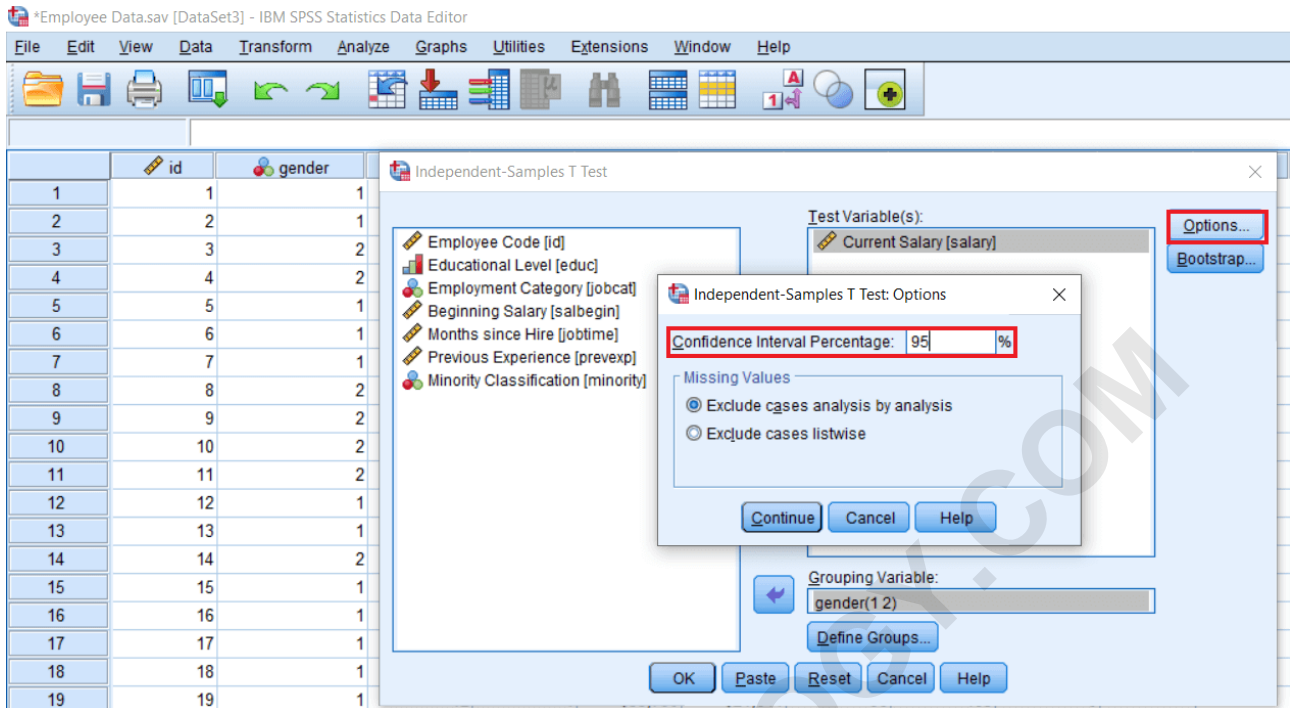 *Employee Data.sav [DataSet3] - IBM SPSS Statistics Data Editor
File Edit View Data Transform Analyze Graphs Utilities Extensions Window Help
id gender
1 1 1
2 2 1
3 3 2
4 4 2
5 5 1
6 6 1
7 7 1
8 8 2
9 9 2
10 10 2
11 11 2
12 12 1
13 13 1
14 14 2
15 15 1
16 16 1
17 17 1
18 18 1
19 19 1
Independent-Samples T Test
Employee Code [id]
Educational Level [educ]
Employment Category [jobcat]
Beginning Salary [salbegin]
Months since Hire [jobtime]
Previous Experience [prevexp]
Minority Classification [minority]
Test Variable(s):
Current Salary [salary]
Options...
Bootstrap...
Independent-Samples T Test: Options
Confidence Interval Percentage: 95 %
Missing Values
Exclude cases analysis by analysis
Exclude cases listwise
Continue Cancel Help
Grouping Variable:
gender(1 2)
Define Groups...
OK Paste Reset Cancel Help
GY.COM